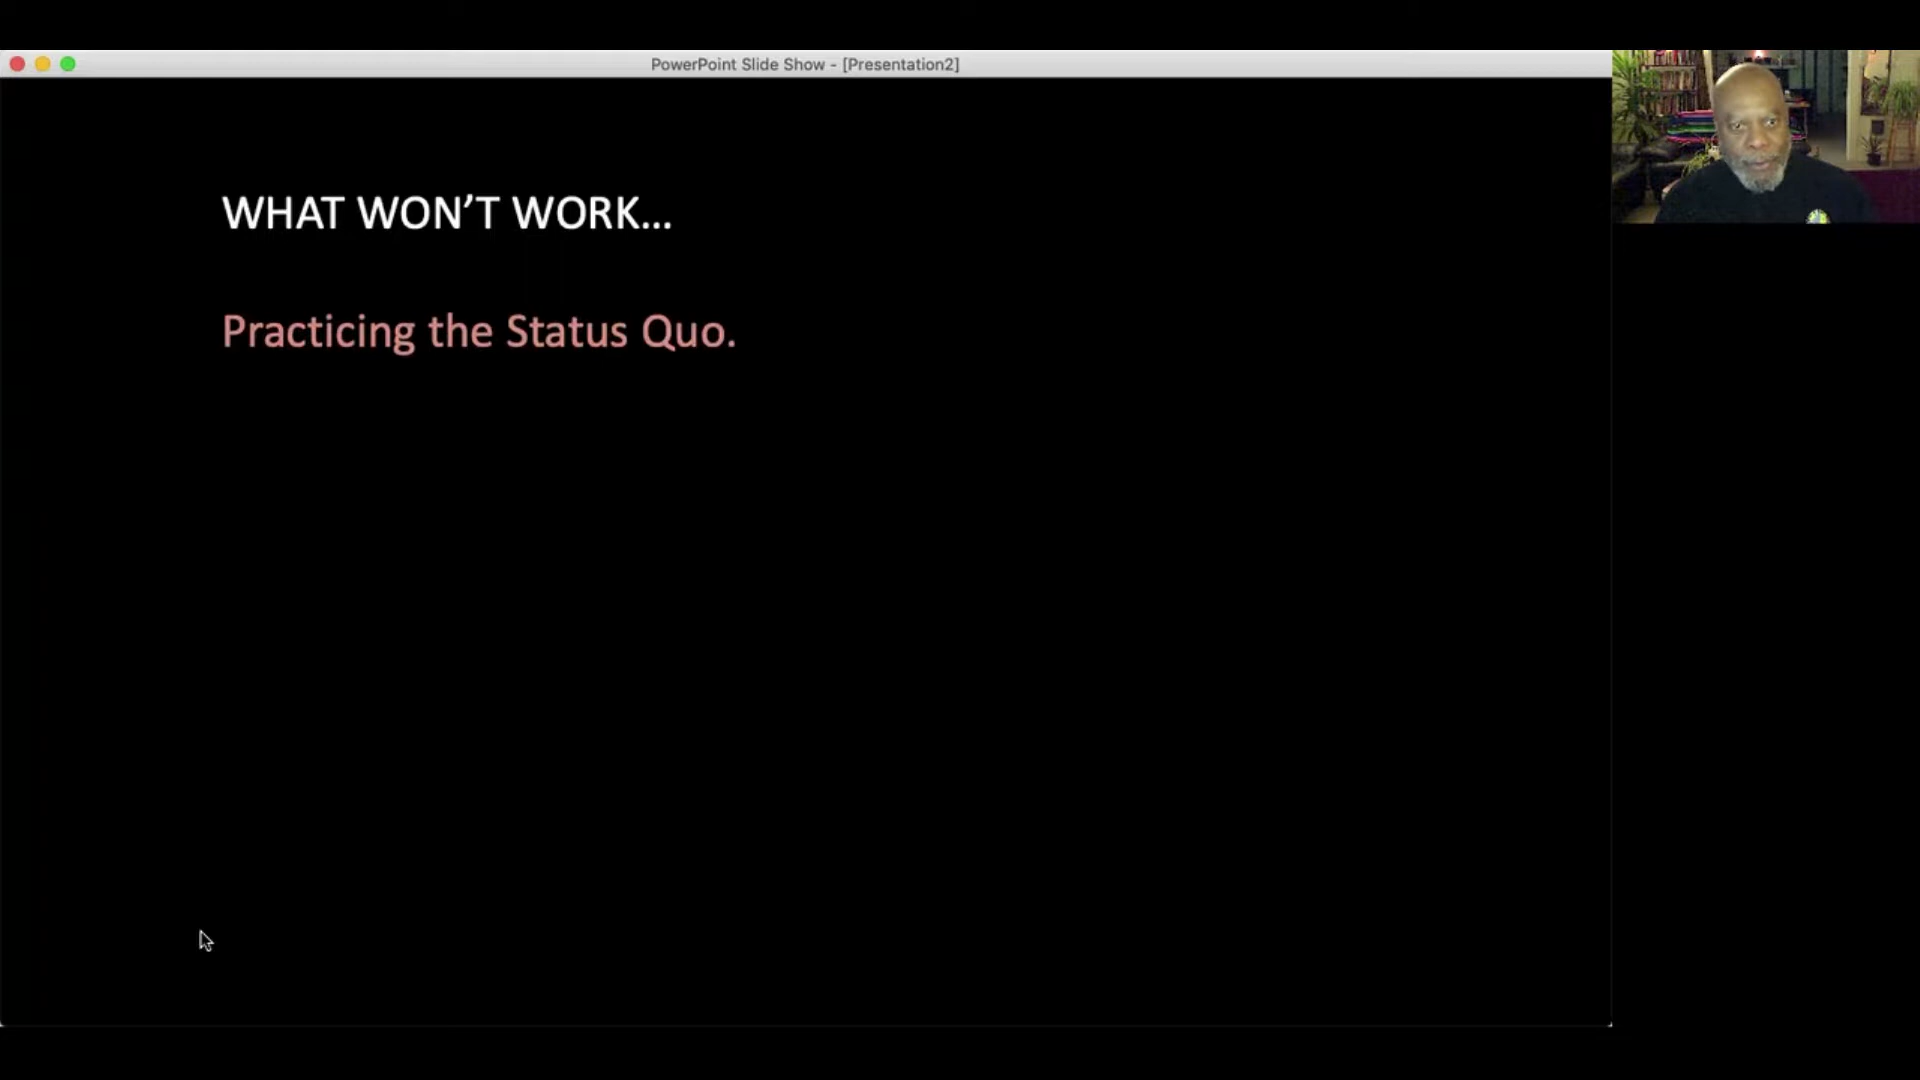 PowerPoint Slide Show - [Presentation2]
WHAT WON’T WORK...
Practicing the Status Quo.